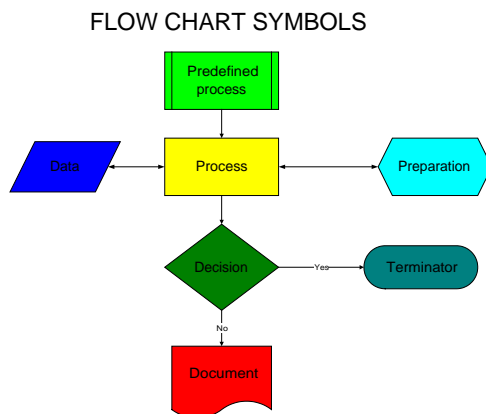 FLOW CHART SYMBOLS
Predefined
process
Data
Process
Preparation
Decision
Yes
Terminator
No
Document